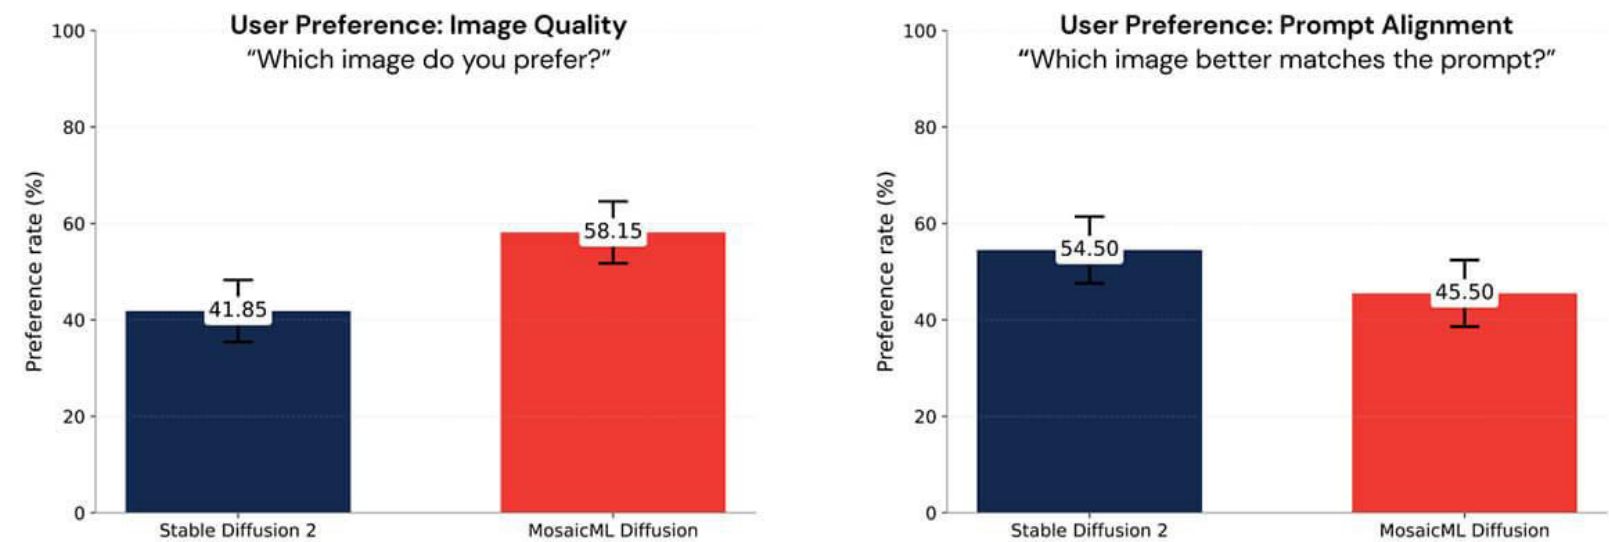 User Preference: Image Quality
“Which image do you prefer?”
Preference rate (%)
100
80
60
40
20
0
41.85
58.15
Stable Diffusion 2
MosaicML Diffusion
User Preference: Prompt Alignment
“Which image better matches the prompt?”
Preference rate (%)
100
80
60
40
20
0
54.50
45.50
Stable Diffusion 2
MosaicML Diffusion